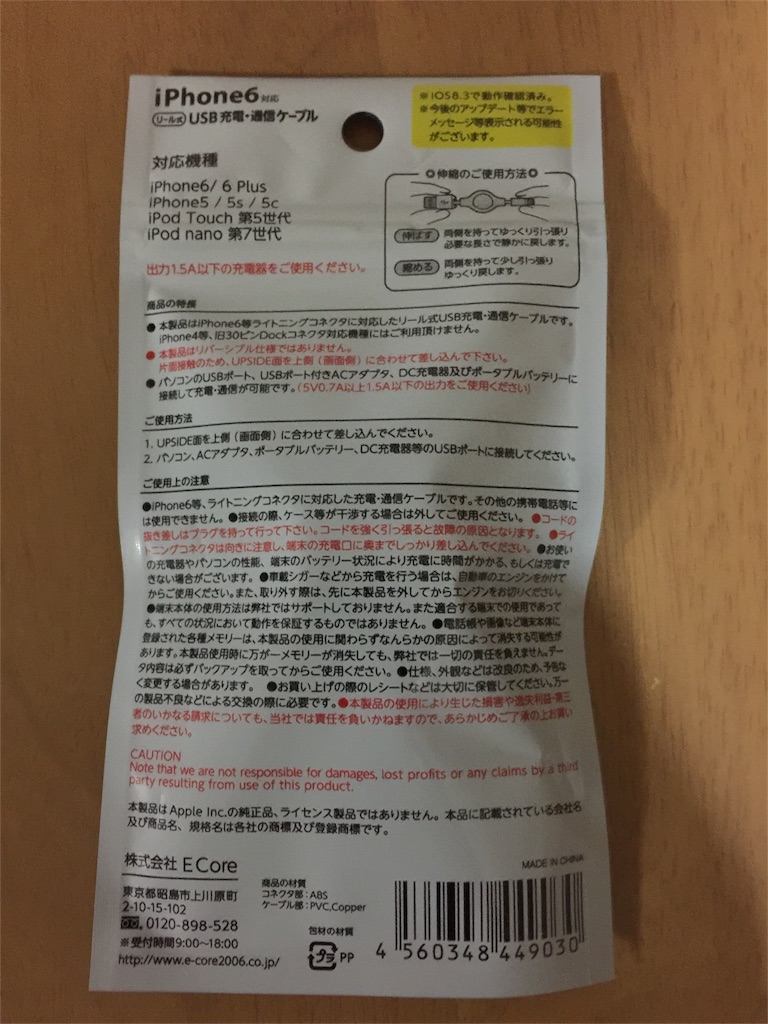 iPhone6対応
リール式 USB充電・通信ケーブル
※IOS8.3で動作確認済み。
※今後のアップデート等でエラー
メッセージ等表示される可能性
がございます。
対応機種
iPhone6/ 6 Plus
iPhone5 / 5s / 5c
iPod Touch 第5世代
iPod nano 第7世代
出力1.5A以下の充電器をご使用ください。
伸縮のご使用方法
伸ばす 両側を持ってゆっくり引っ張り
必要な長さで静かに戻します。
縮める 両側を持って少し引っ張り
ゆっくり戻します。
商品の特長
●本製品はiPhone6等ライトニングコネクタに対応したリール式USB充電・通信ケーブルです。
iPhone4等、旧30ピンDockコネクタ対応機種にはご利用頂けません。
●本製品はリバーシブル仕様ではありません。
片面接触のため、UPSIDE面を上側（画面側）に合わせて差し込んで下さい。
●パソコンのUSBポート、USBポート付きACアダプタ、DC充電器及びポータブルバッテリーに
接続して充電・通信が可能です。（5V0.7A以上1.5A以下の出力をご使用ください）
ご使用方法
1. UPSIDE面を上側（画面側）に合わせて差し込んでください。
2. パソコン、ACアダプタ、ポータブルバッテリー、DC充電器等のUSBポートに接続してください。
ご使用上の注意
●iPhone6等、ライトニングコネクタに対応した充電・通信ケーブルです。その他の携帯電話等に
は使用できません。●接続の際、ケース等が干渉する場合は外してご使用ください。●コードの
抜き差しはプラグを持って行って下さい。コードを強く引っ張ると故障の原因となります。●ライ
トニングコネクタは向きに注意し、端末の充電口に奥までしっかり差し込んでください。●お使い
の充電器やパソコンの性能、端末のバッテリー状況により充電に時間がかかる、もしくは充電で
きない場合がございます。●車載シガーなどから充電を行う場合は、自動車のエンジンをかけて
からご使用ください。また、取り外す際は、先に本製品を外してからエンジンをお切りください。
●端末本体の使用方法は弊社ではサポートしておりません。また適合する端末での使用であって
も、すべての状況において動作を保証するものではありません。●電話帳や画像など端末本体に
登録された各種メモリーは、本製品の使用に関わらずなんらかの原因によって消失する可能性が
あります。本製品使用時に万が一メモリーが消失しても、弊社では一切の責任を負えません。デー
タ内容は必ずバックアップを取ってからご使用ください。●仕様、外観などは改良のため、予告な
く変更する場合があります。●お買い上げの際のレシートなどは大切に保管してください。万一
の製品不良などによる交換の際に必要です。●本製品の使用により生じた損害や逸失利益・第三
者のいかなる請求についても、当社では責任を負いかねますので、あらかじめご了承の上お買い
求めください。
CAUTION
Note that we are not responsible for damages, lost profits or any claims by a third
party resulting from use of this product.
本製品はApple Inc.の純正品、ライセンス製品ではありません。本品に記載されている会社名
及び商品名、規格名は各社の商標及び登録商標です。
株式会社 E Core
東京都昭島市上川原町
2-10-15-102
0120-898-528
※受付時間9:00～18:00
http://www.e-core2006.co.jp/
商品の材質
コネクタ部：ABS
ケーブル部：PVC,Copper
包材の材質
プラ PP
MADE IN CHINA
4 560348 449030